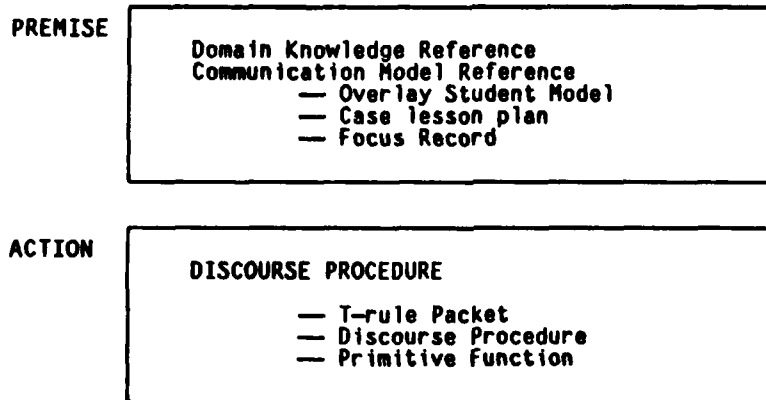 PREMISE
Domain Knowledge Reference
Communication Model Reference
— Overlay Student Model
— Case lesson plan
— Focus Record
ACTION
DISCOURSE PROCEDURE
— T-rule Packet
— Discourse Procedure
— Primitive Function